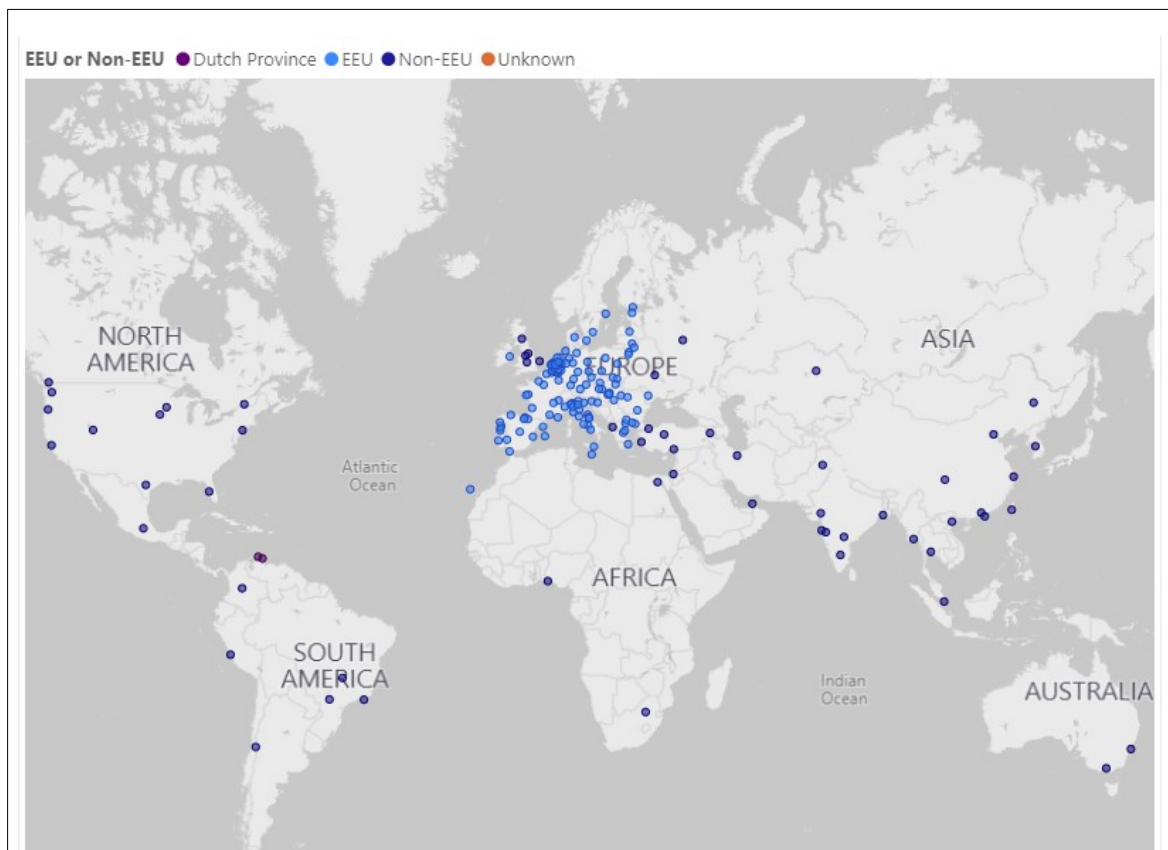 EEU or Non-EEU Dutch Province EEU Non-EEU Unknown
NORTH
AMERICA
ASIA
EUROPE
Atlantic
Ocean
AFRICA
SOUTH
AMERICA
Indian
Ocean
AUSTRALIA